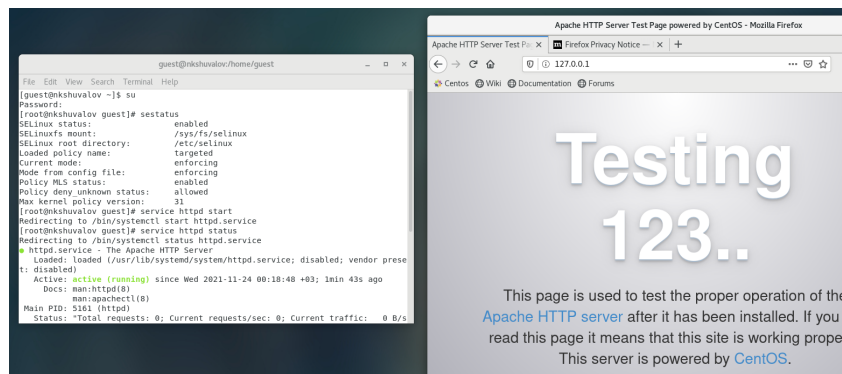 guest@nkshuvalov:/home/guest
File Edit View Search Terminal Help
[guest@nkshuvalov ~]$ su
Password:
[root@nkshuvalov guest]# sestatus
SELinux status:                 enabled
SELinuxfs mount:                /sys/fs/selinux
SELinux root directory:         /etc/selinux
Loaded policy name:             targeted
Current mode:                   enforcing
Mode from config file:          enforcing
Policy MLS status:              enabled
Policy deny_unknown status:     allowed
Max kernel policy version:      31
[root@nkshuvalov guest]# service httpd start
Redirecting to /bin/systemctl start httpd.service
[root@nkshuvalov guest]# service httpd status
Redirecting to /bin/systemctl status httpd.service
● httpd.service - The Apache HTTP Server
Loaded: loaded (/usr/lib/systemd/system/httpd.service; disabled; vendor prese
t: disabled)
Active: active (running) since Wed 2021-11-24 00:18:48 +03; 1min 43s ago
Docs: man:httpd(8)
man:apachectl(8)
Main PID: 5161 (httpd)
Status: "Total requests: 0; Current requests/sec: 0; Current traffic:   0 B/s
Apache HTTP Server Test Page powered by CentOS - Mozilla Firefox
Apache HTTP Server Test Pa
Firefox Privacy Notice —
127.0.0.1
Centos Wiki Documentation Forums
Testing
123..
This page is used to test the proper operation of the
Apache HTTP server after it has been installed. If you
read this page it means that this site is working prope
This server is powered by CentOS.